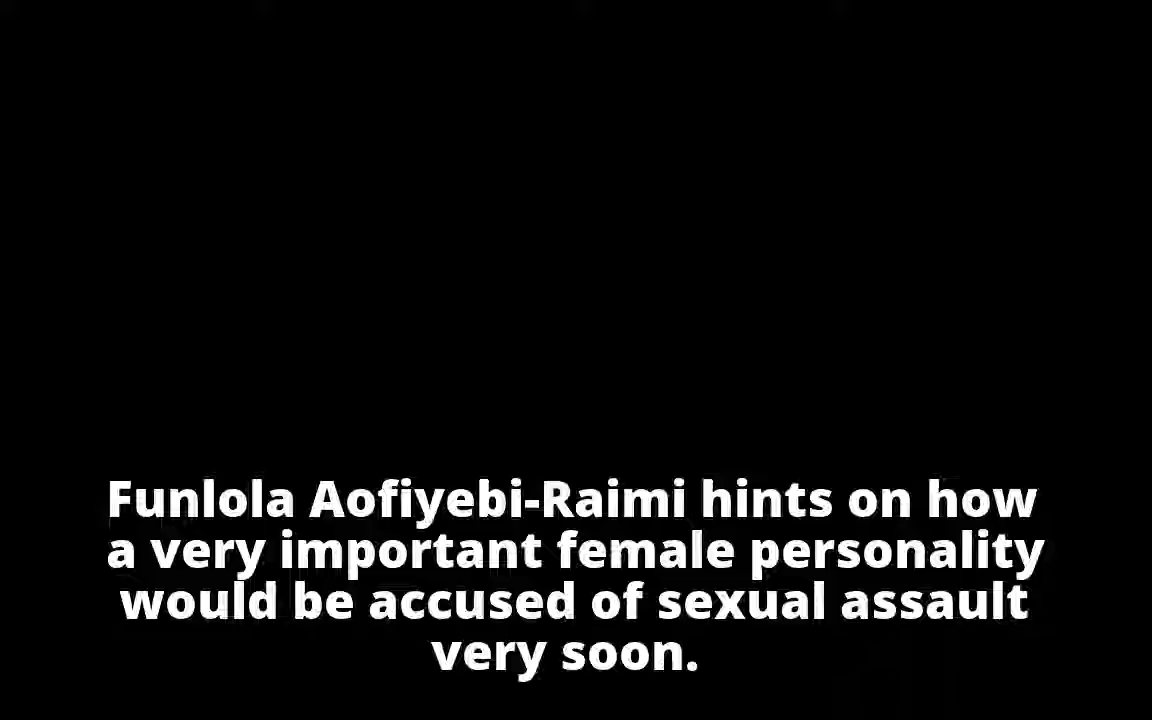 Funlola Aofiyebi-Raimi hints on how
a very important female personality
would be accused of sexual assault
very soon.